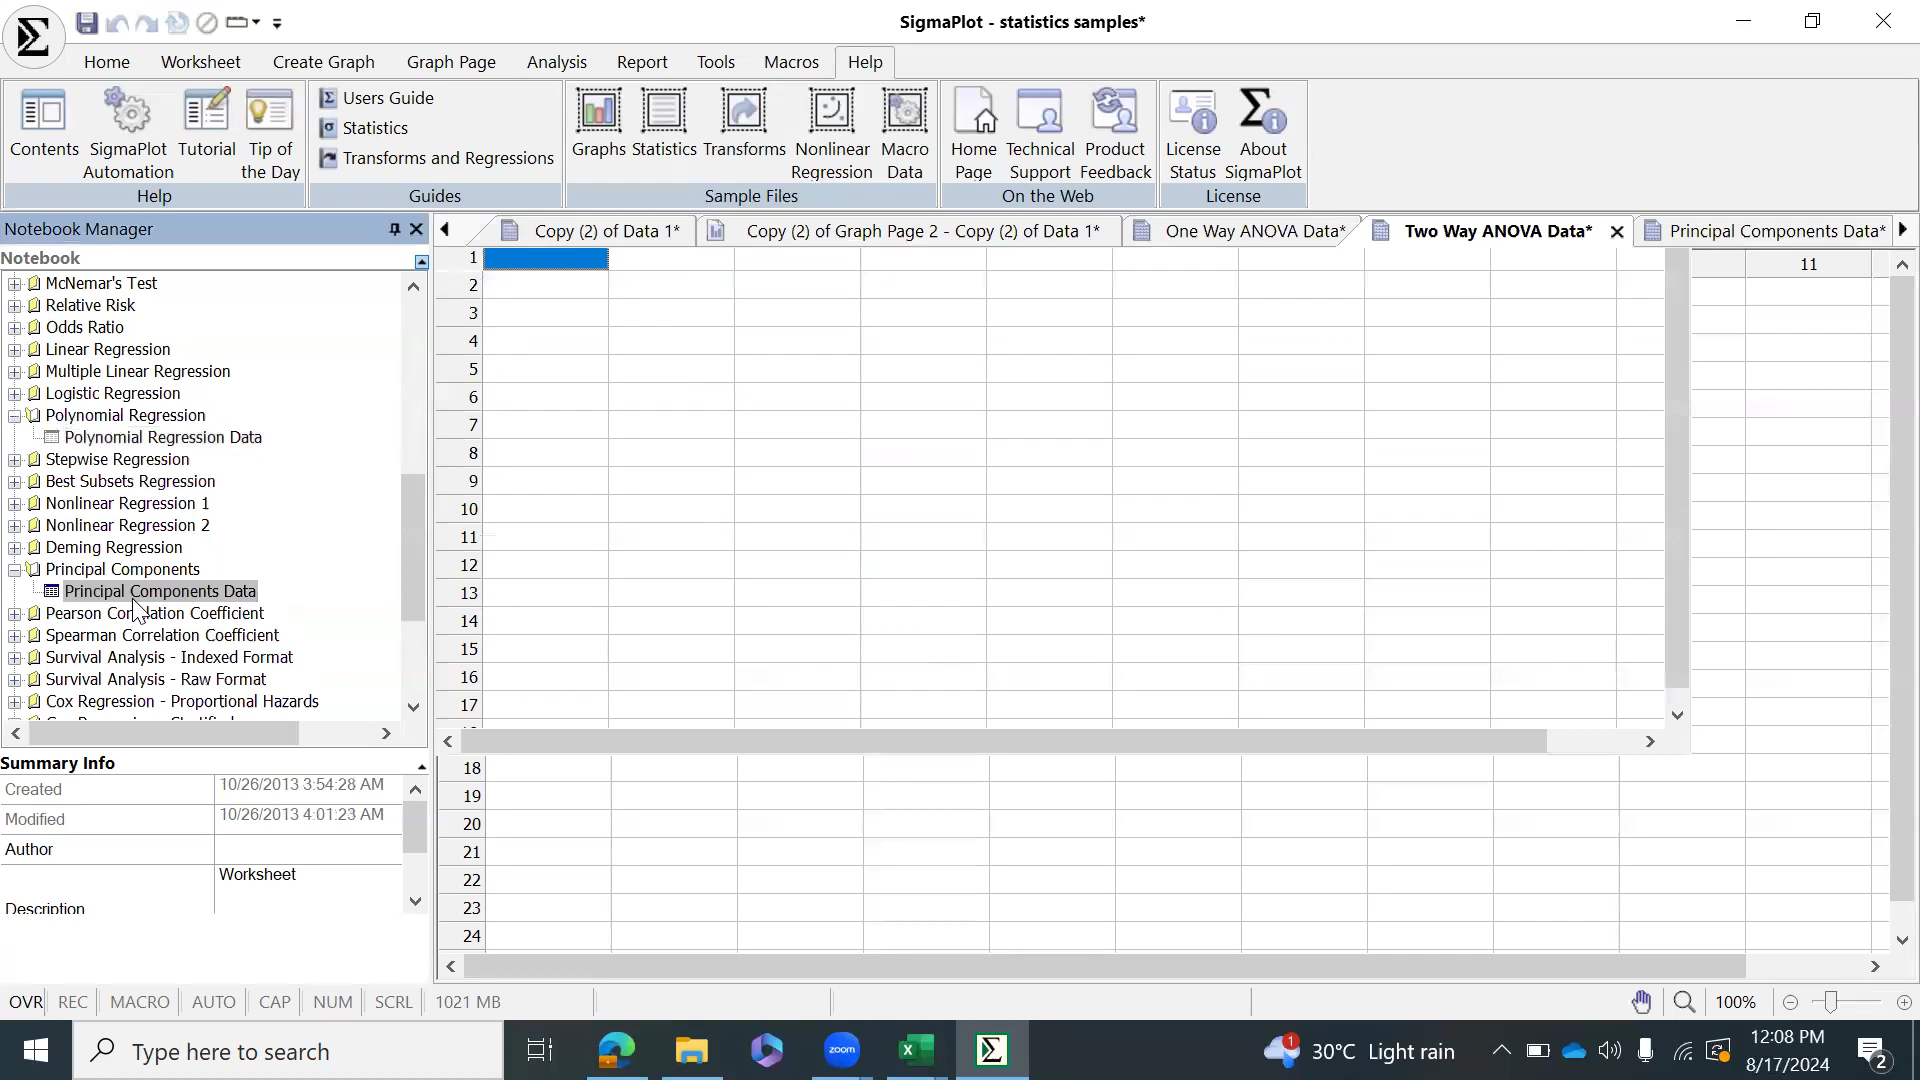 SigmaPlot - statistics samples*
Home Worksheet Create Graph Graph Page Analysis Report Tools Macros Help
Contents
SigmaPlot Automation
Tutorial
Tip of the Day
Help
Users Guide
Statistics
Transforms and Regressions
Guides
Graphs
Statistics
Transforms
Nonlinear Regression
Macro Data
Sample Files
Home Page
Technical Support
Product Feedback
On the Web
License Status
About SigmaPlot
License
Notebook Manager
Notebook
McNemar's Test
Relative Risk
Odds Ratio
Linear Regression
Multiple Linear Regression
Logistic Regression
Polynomial Regression
Polynomial Regression Data
Stepwise Regression
Best Subsets Regression
Nonlinear Regression 1
Nonlinear Regression 2
Deming Regression
Principal Components
Principal Components Data
Pearson Correlation Coefficient
Spearman Correlation Coefficient
Survival Analysis - Indexed Format
Survival Analysis - Raw Format
Cox Regression - Proportional Hazards
Summary Info
Created 10/26/2013 3:54:28 AM
Modified 10/26/2013 4:01:23 AM
Author
Worksheet
Description
Copy (2) of Data 1* Copy (2) of Graph Page 2 - Copy (2) of Data 1* One Way ANOVA Data* Two Way ANOVA Data* Principal Components Data*
11
1
2
3
4
5
6
7
8
9
10
11
12
13
14
15
16
17
18
19
20
21
22
23
24
OVR REC MACRO AUTO CAP NUM SCRL 1021 MB 100%
Type here to search
zoom
1
30°C Light rain
12:08 PM
8/17/2024
2